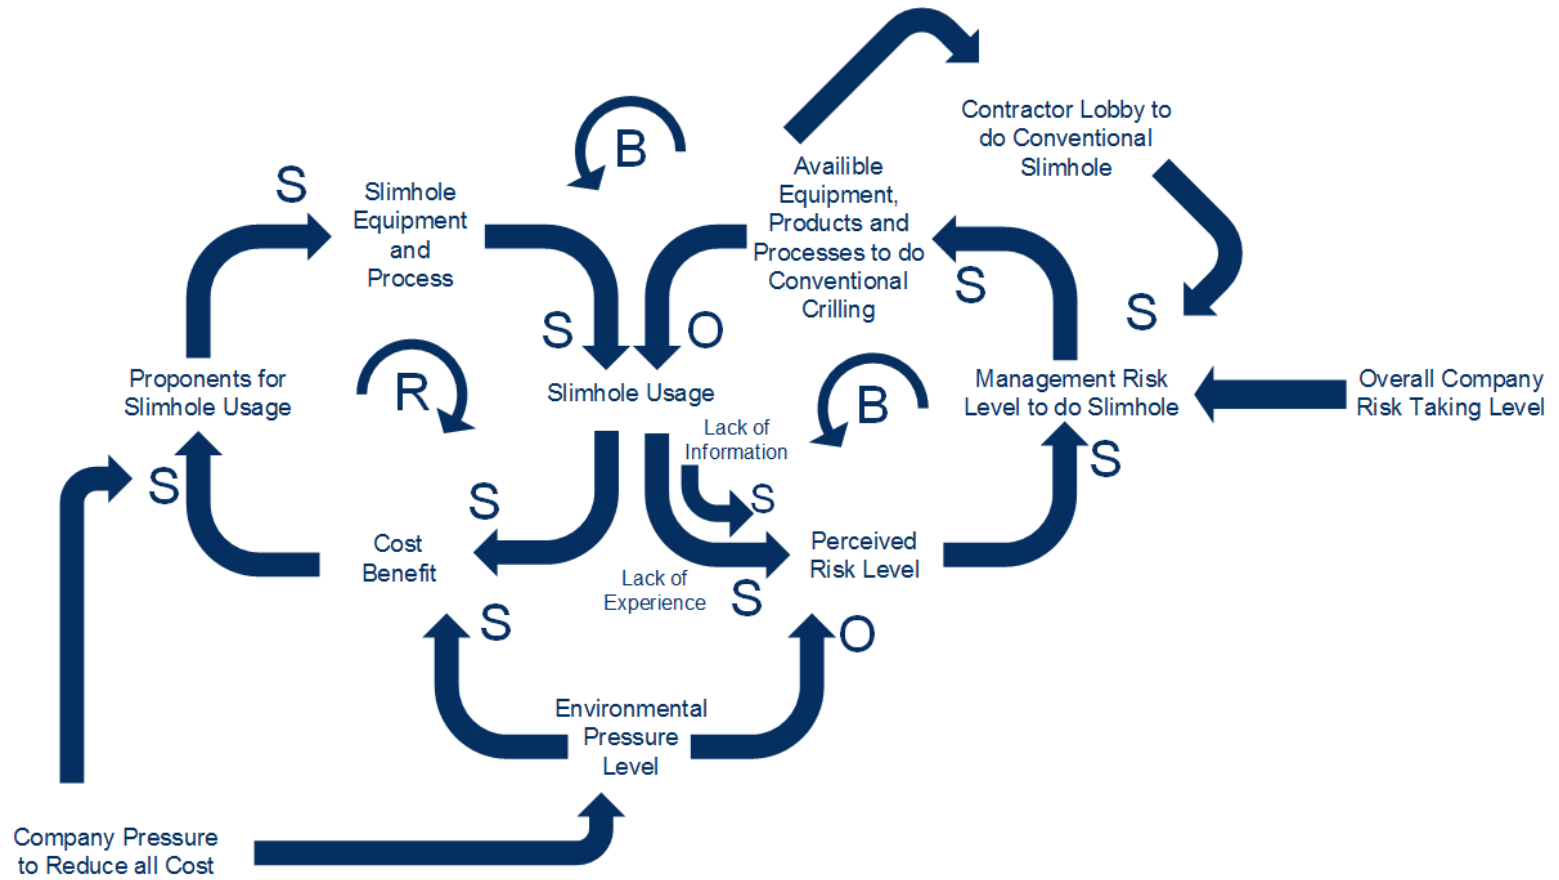 Contractor Lobby to
do Conventional
Slimhole
B
S
Slimhole
Equipment
and
Process
Availible
Equipment,
Products and
Processes to do
Conventional
Crilling
S
S
S
O
R
B
Proponents for
Slimhole Usage
Slimhole Usage
Management Risk
Level to do Slimhole
Overall Company
Risk Taking Level
Lack of
Information
S
S
S
S
Cost
Benefit
Perceived
Risk Level
Lack of
Experience
S
S
O
Environmental
Pressure
Level
Company Pressure
to Reduce all Cost